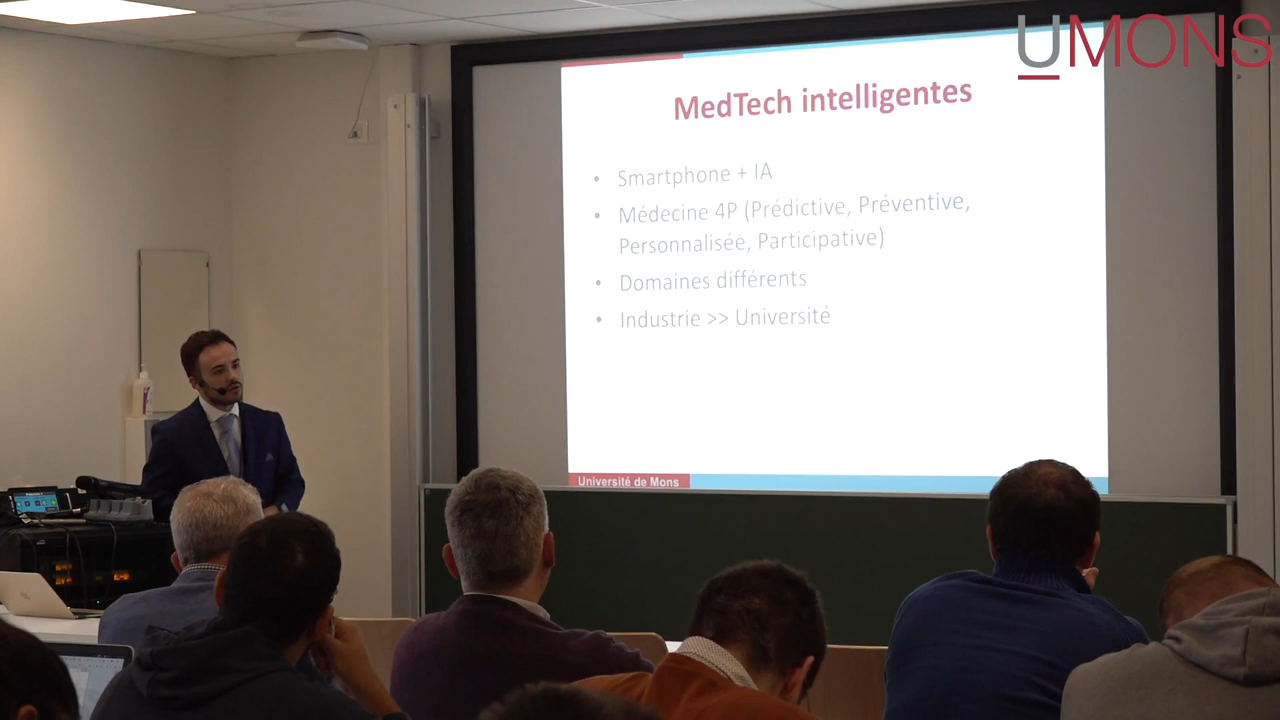 UMONS
MedTech intelligentes
• Smartphone + IA
• Médecine 4P (Prédictive, Préventive,
Personnalisée, Participative)
• Domaines différents
• Industrie >> Université
Université de Mons